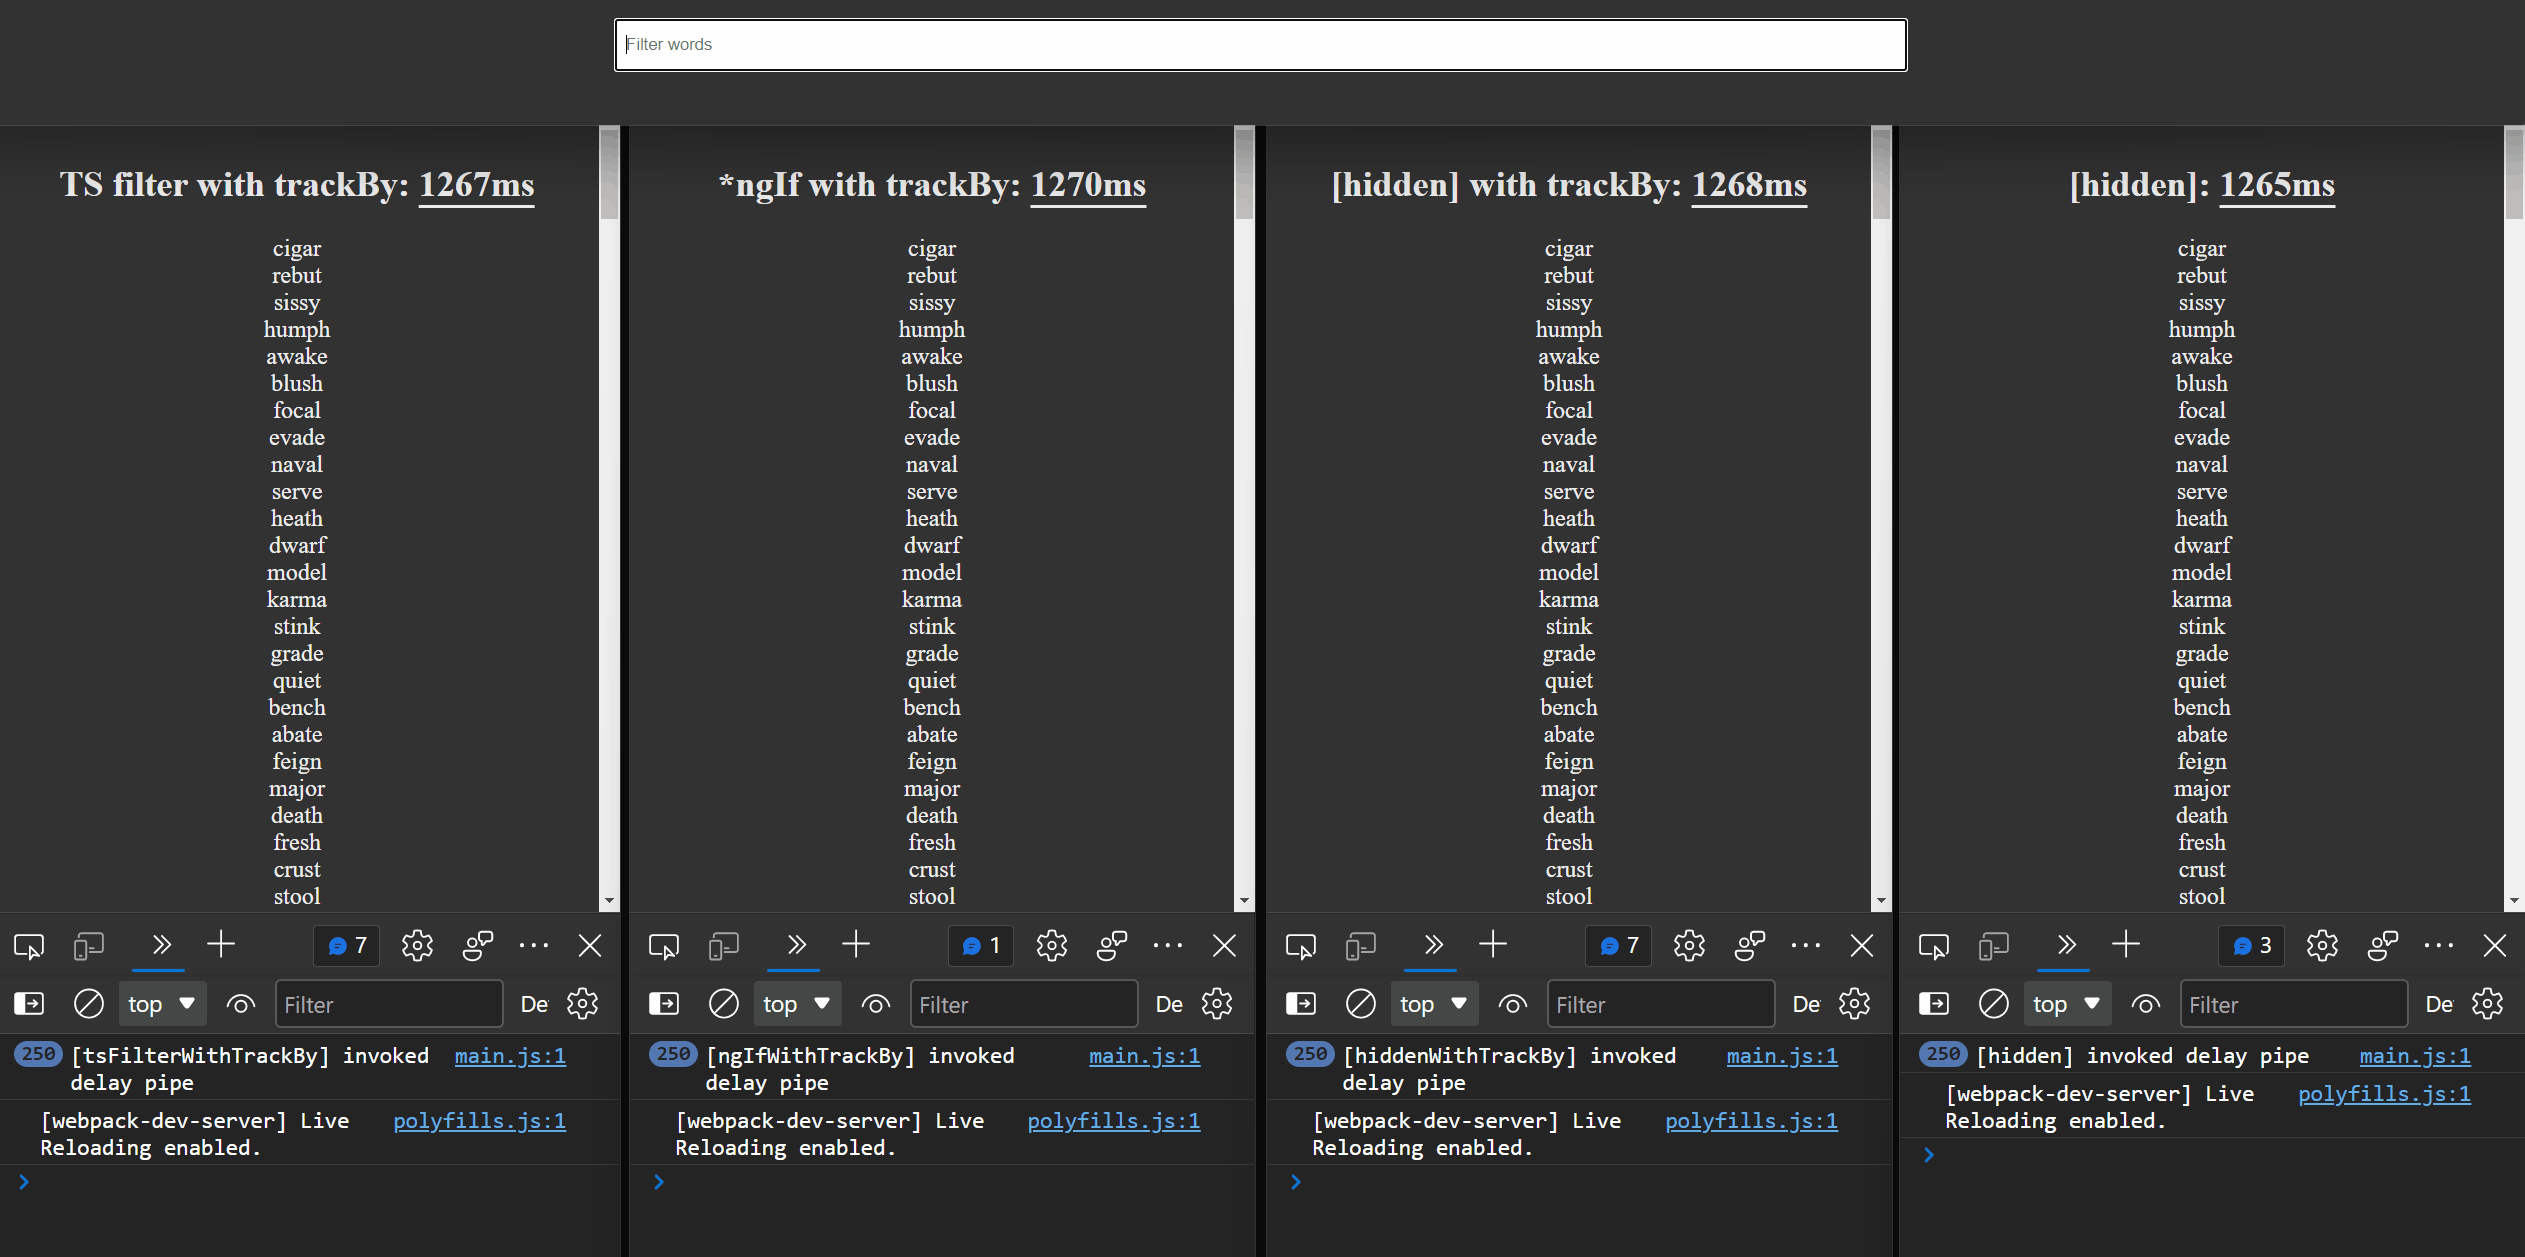 Filter words
TS filter with trackBy: 1267ms
cigar
rebut
sissy
humph
awake
blush
focal
evade
naval
serve
heath
dwarf
model
karma
stink
grade
quiet
bench
abate
feign
major
death
fresh
crust
stool
7
top
Filter
De
250 [tsFilterWithTrackBy] invoked main.js:1
delay pipe
[webpack-dev-server] Live polyfills.js:1
Reloading enabled.
*ngIf with trackBy: 1270ms
cigar
rebut
sissy
humph
awake
blush
focal
evade
naval
serve
heath
dwarf
model
karma
stink
grade
quiet
bench
abate
feign
major
death
fresh
crust
stool
1
top
Filter
De
250 [ngIfWithTrackBy] invoked main.js:1
delay pipe
[webpack-dev-server] Live polyfills.js:1
Reloading enabled.
[hidden] with trackBy: 1268ms
cigar
rebut
sissy
humph
awake
blush
focal
evade
naval
serve
heath
dwarf
model
karma
stink
grade
quiet
bench
abate
feign
major
death
fresh
crust
stool
7
top
Filter
De
250 [hiddenWithTrackBy] invoked main.js:1
delay pipe
[webpack-dev-server] Live polyfills.js:1
Reloading enabled.
[hidden]: 1265ms
cigar
rebut
sissy
humph
awake
blush
focal
evade
naval
serve
heath
dwarf
model
karma
stink
grade
quiet
bench
abate
feign
major
death
fresh
crust
stool
3
top
Filter
De
250 [hidden] invoked delay pipe main.js:1
[webpack-dev-server] Live polyfills.js:1
Reloading enabled.